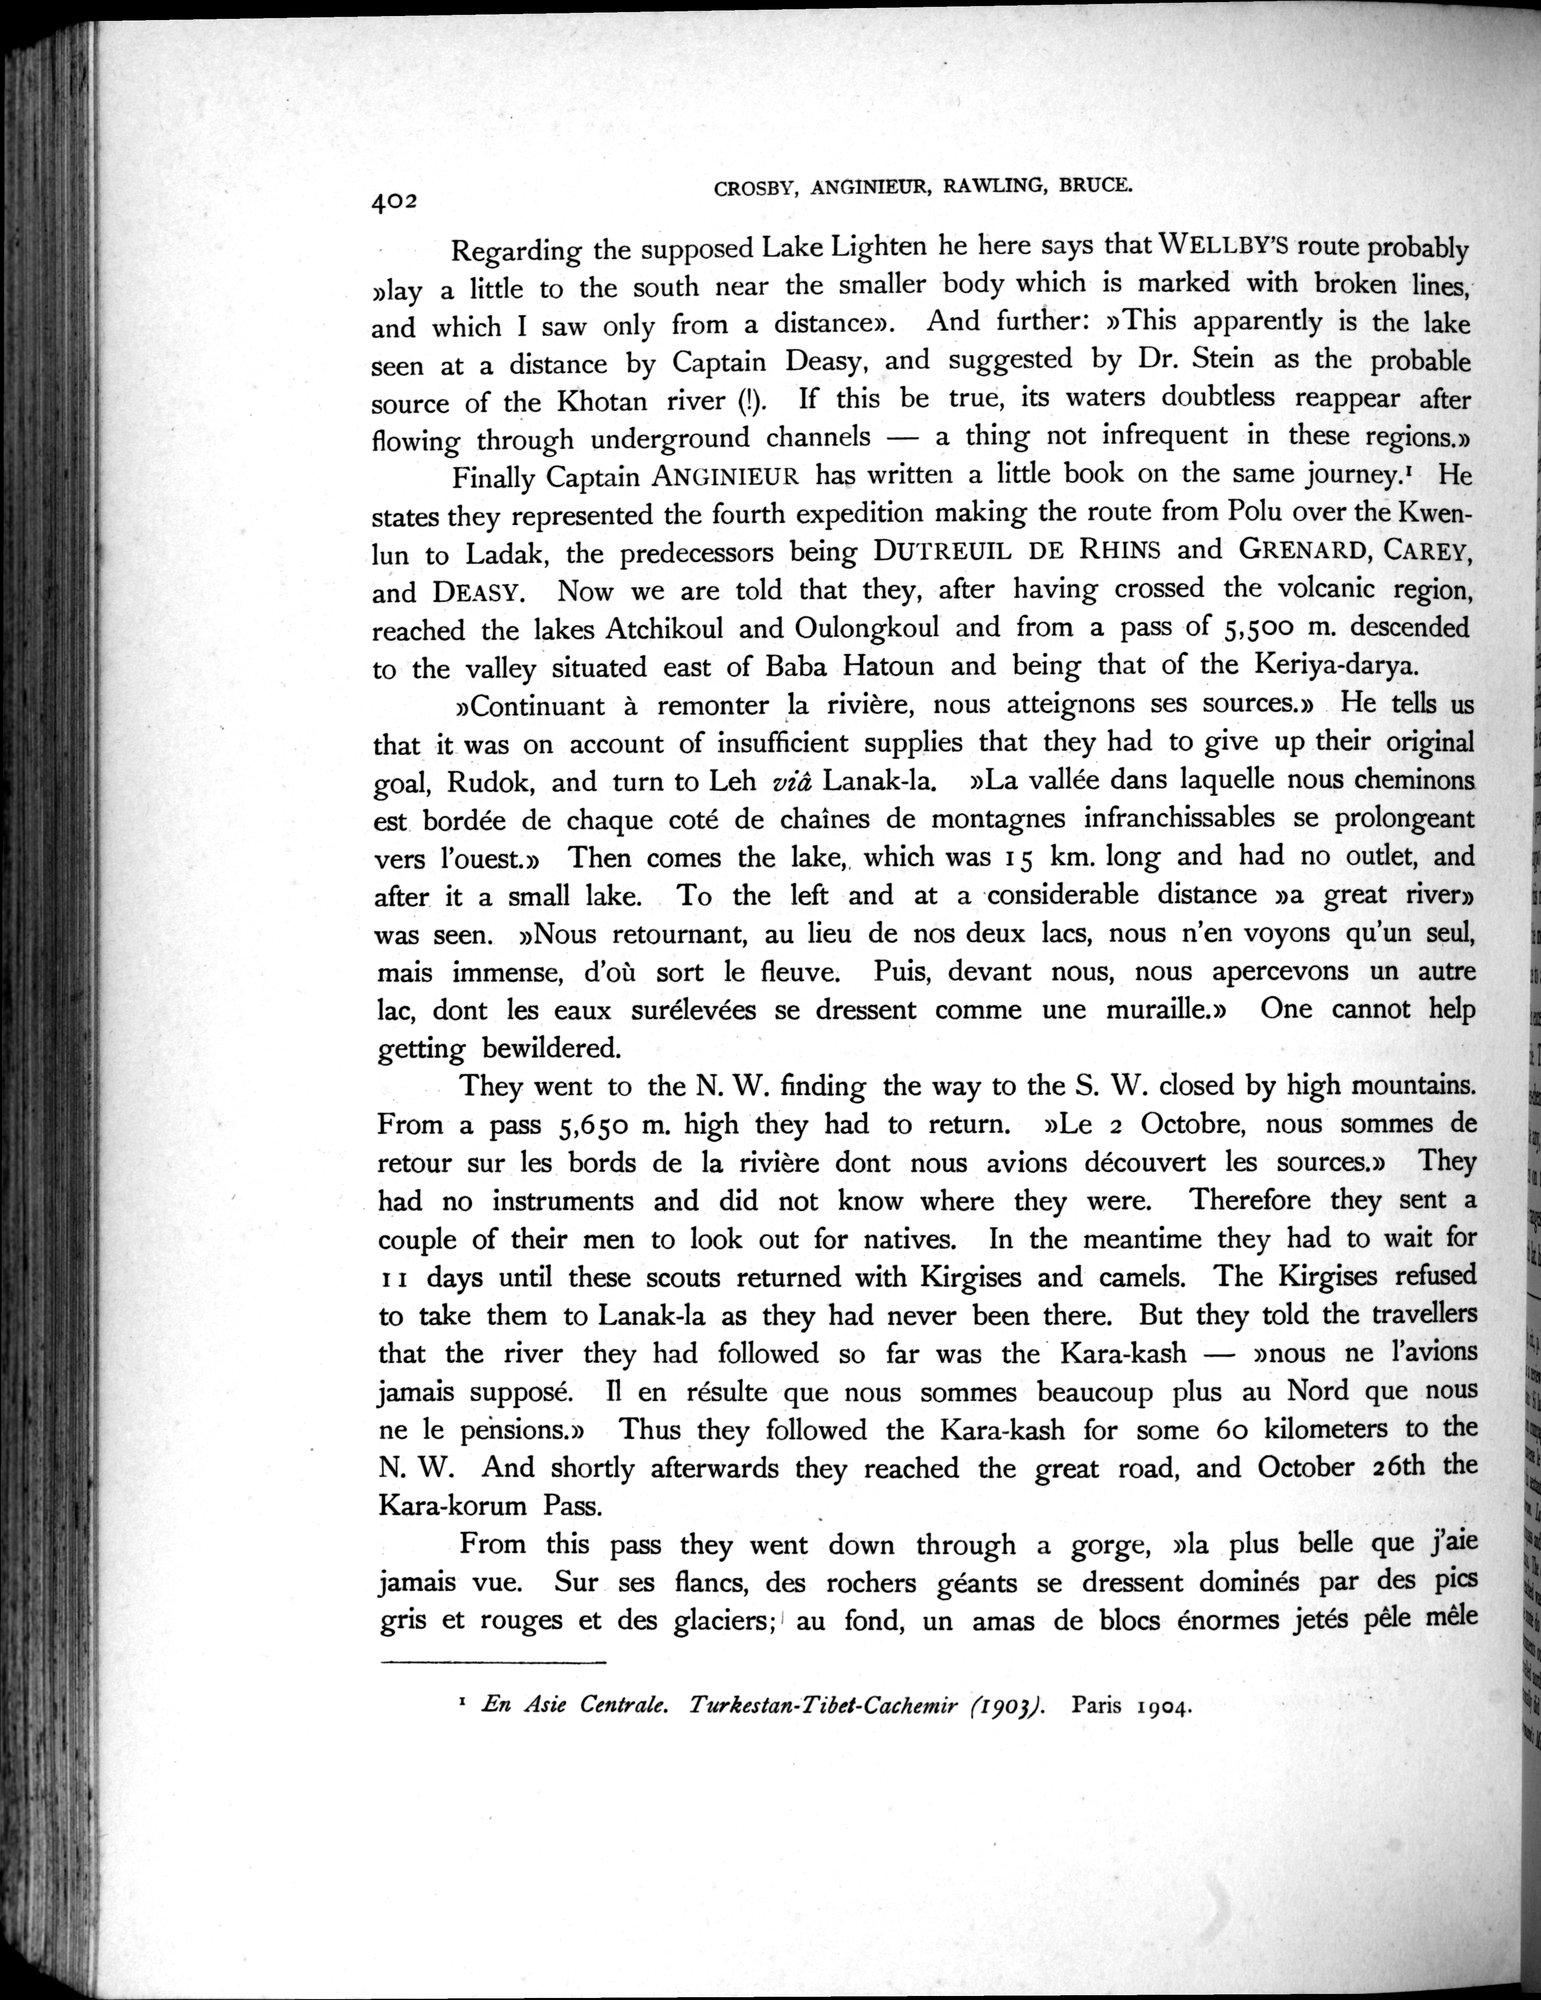 402
CROSBY, ANGINIEUR, RAWLING, BRUCE.
Regarding the supposed Lake Lighten he here says that WELLBY'S route probably
»lay a little to the south near the smaller body which is marked with broken lines,
and which I saw only from a distance». And further: »This apparently is the lake
seen at a distance by Captain Deasy, and suggested by Dr. Stein as the probable
source of the Khotan river (!). If this be true, its waters doubtless reappear after
flowing through underground channels — a thing not infrequent in these regions.»
Finally Captain ANGINIEUR has written a little book on the same journey.¹ He
states they represented the fourth expedition making the route from Polu over the Kwen-
lun to Ladak, the predecessors being DUTREUIL DE RHINS and GRENARD, CAREY,
and DEASY. Now we are told that they, after having crossed the volcanic region,
reached the lakes Atchikoul and Oulongkoul and from a pass of 5,500 m. descended
to the valley situated east of Baba Hatoun and being that of the Keriya-darya.
»Continuant à remonter la rivière, nous atteignons ses sources.» He tells us
that it was on account of insufficient supplies that they had to give up their original
goal, Rudok, and turn to Leh viâ Lanak-la. »La vallée dans laquelle nous cheminons
est bordée de chaque coté de chaînes de montagnes infranchissables se prolongeant
vers l'ouest.» Then comes the lake, which was 15 km. long and had no outlet, and
after it a small lake. To the left and at a considerable distance »a great river»
was seen. »Nous retournant, au lieu de nos deux lacs, nous n'en voyons qu'un seul,
mais immense, d'où sort le fleuve. Puis, devant nous, nous apercevons un autre
lac, dont les eaux surélevées se dressent comme une muraille.» One cannot help
getting bewildered.
They went to the N. W. finding the way to the S. W. closed by high mountains.
From a pass 5,650 m. high they had to return. »Le 2 Octobre, nous sommes de
retour sur les bords de la rivière dont nous avions découvert les sources.» They
had no instruments and did not know where they were. Therefore they sent a
couple of their men to look out for natives. In the meantime they had to wait for
11 days until these scouts returned with Kirgises and camels. The Kirgises refused
to take them to Lanak-la as they had never been there. But they told the travellers
that the river they had followed so far was the Kara-kash — »nous ne l'avions
jamais supposé. Il en résulte que nous sommes beaucoup plus au Nord que nous
ne le pensions.» Thus they followed the Kara-kash for some 60 kilometers to the
N. W. And shortly afterwards they reached the great road, and October 26th the
Kara-korum Pass.
From this pass they went down through a gorge, »la plus belle que j'aie
jamais vue. Sur ses flancs, des rochers géants se dressent dominés par des pics
gris et rouges et des glaciers; au fond, un amas de blocs énormes jetés pêle mêle
¹ En Asie Centrale. Turkestan-Tibet-Cachemir (1903). Paris 1904.